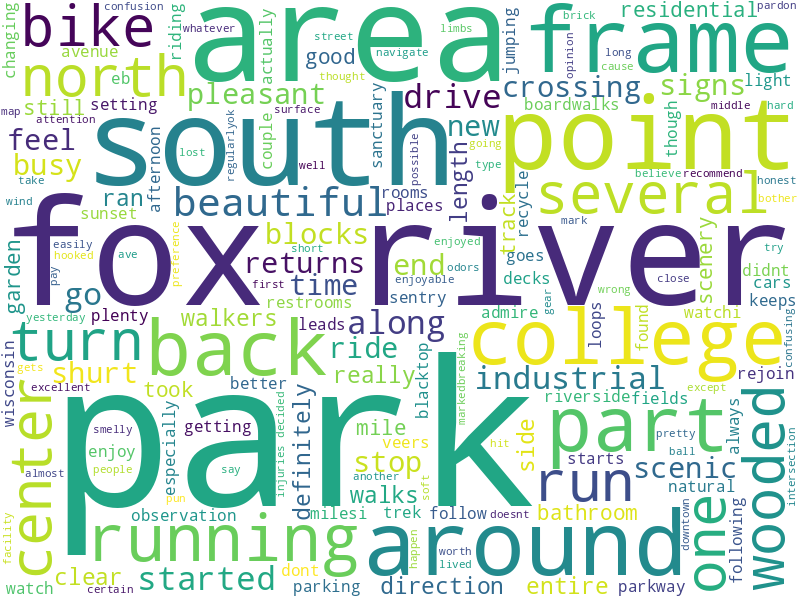 changing
confusion
bike
riding
whatever
avenue
actually
area
street
navigate
limbs
thought
good
jumping
frame
brick
opinion
long
cause
residential
pardon
north
eb
setting
pleasant
couple
drive
crossing
boardwalks
signs
light
map
still
attention
surface
middle
hard
though
feel
ran
afternoon
south
lost
regularlyok
sanctuary
well
possible
new
going
type
point
believe
recommend
honest
busy
take
wind
sunset
beautiful
rooms
places
length
track
recycle
several
bother
mark
try
garden
easily
hooked
ave
pay
fox river
blocks
preference
short
enjoyed
goes
scenery
didnt
close
cars
keeps
go
yesterday
plenty
returns
first
restrooms
time
enjoyable
odors
end
sentry
decks
gear
admire
wrong
loops
found
watchi
confusing
turn
walkers
leads
back
along
college
wisconsin
gets
excellent
shurt
took
better
ride
really
blacktop
markedbreaking
industrial
except
rejoin
center
almost
smelly
enjoy
people
especially
getting
injuries decided
definitely
park
mile
veers
stop
another
say
pun
hit
soft
side
run
part
riverside
fields
starts
pretty
ball
scenic
natural
always
wooded
intersection
observation
walks
milesi
trek
follow
doesnt
bathroom
downtown
following
one
facility
watch
running
clear
certain
started
dont
parking
around
happen
worth
lived
direction
entire
parkway